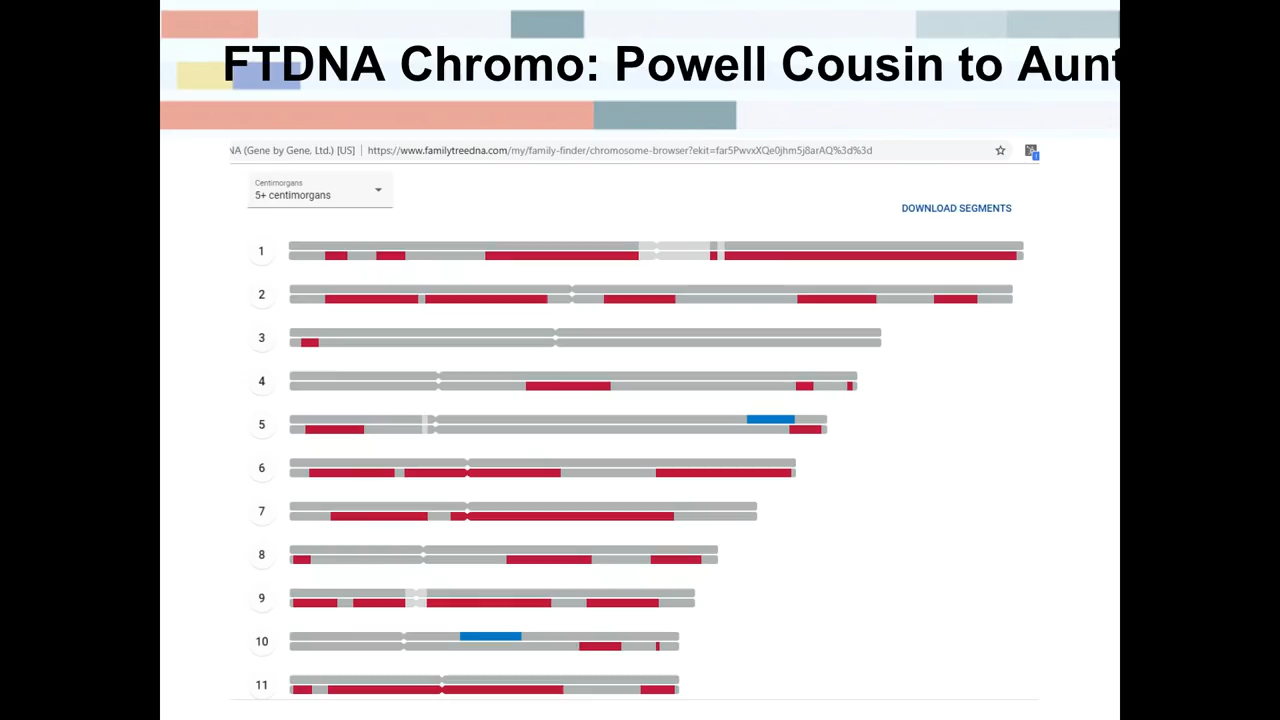 FTDNA Chromo: Powell Cousin to Aunt
NA (Gene by Gene, Ltd.) [US] | https://www.familytreedna.com/my/family-finder/chromosome-browser?ekit=far5PwvxXQe0jhm5j8arAQ%3d%3d
Centimorgans
5+ centimorgans
DOWNLOAD SEGMENTS
1
2
3
4
5
6
7
8
9
10
11